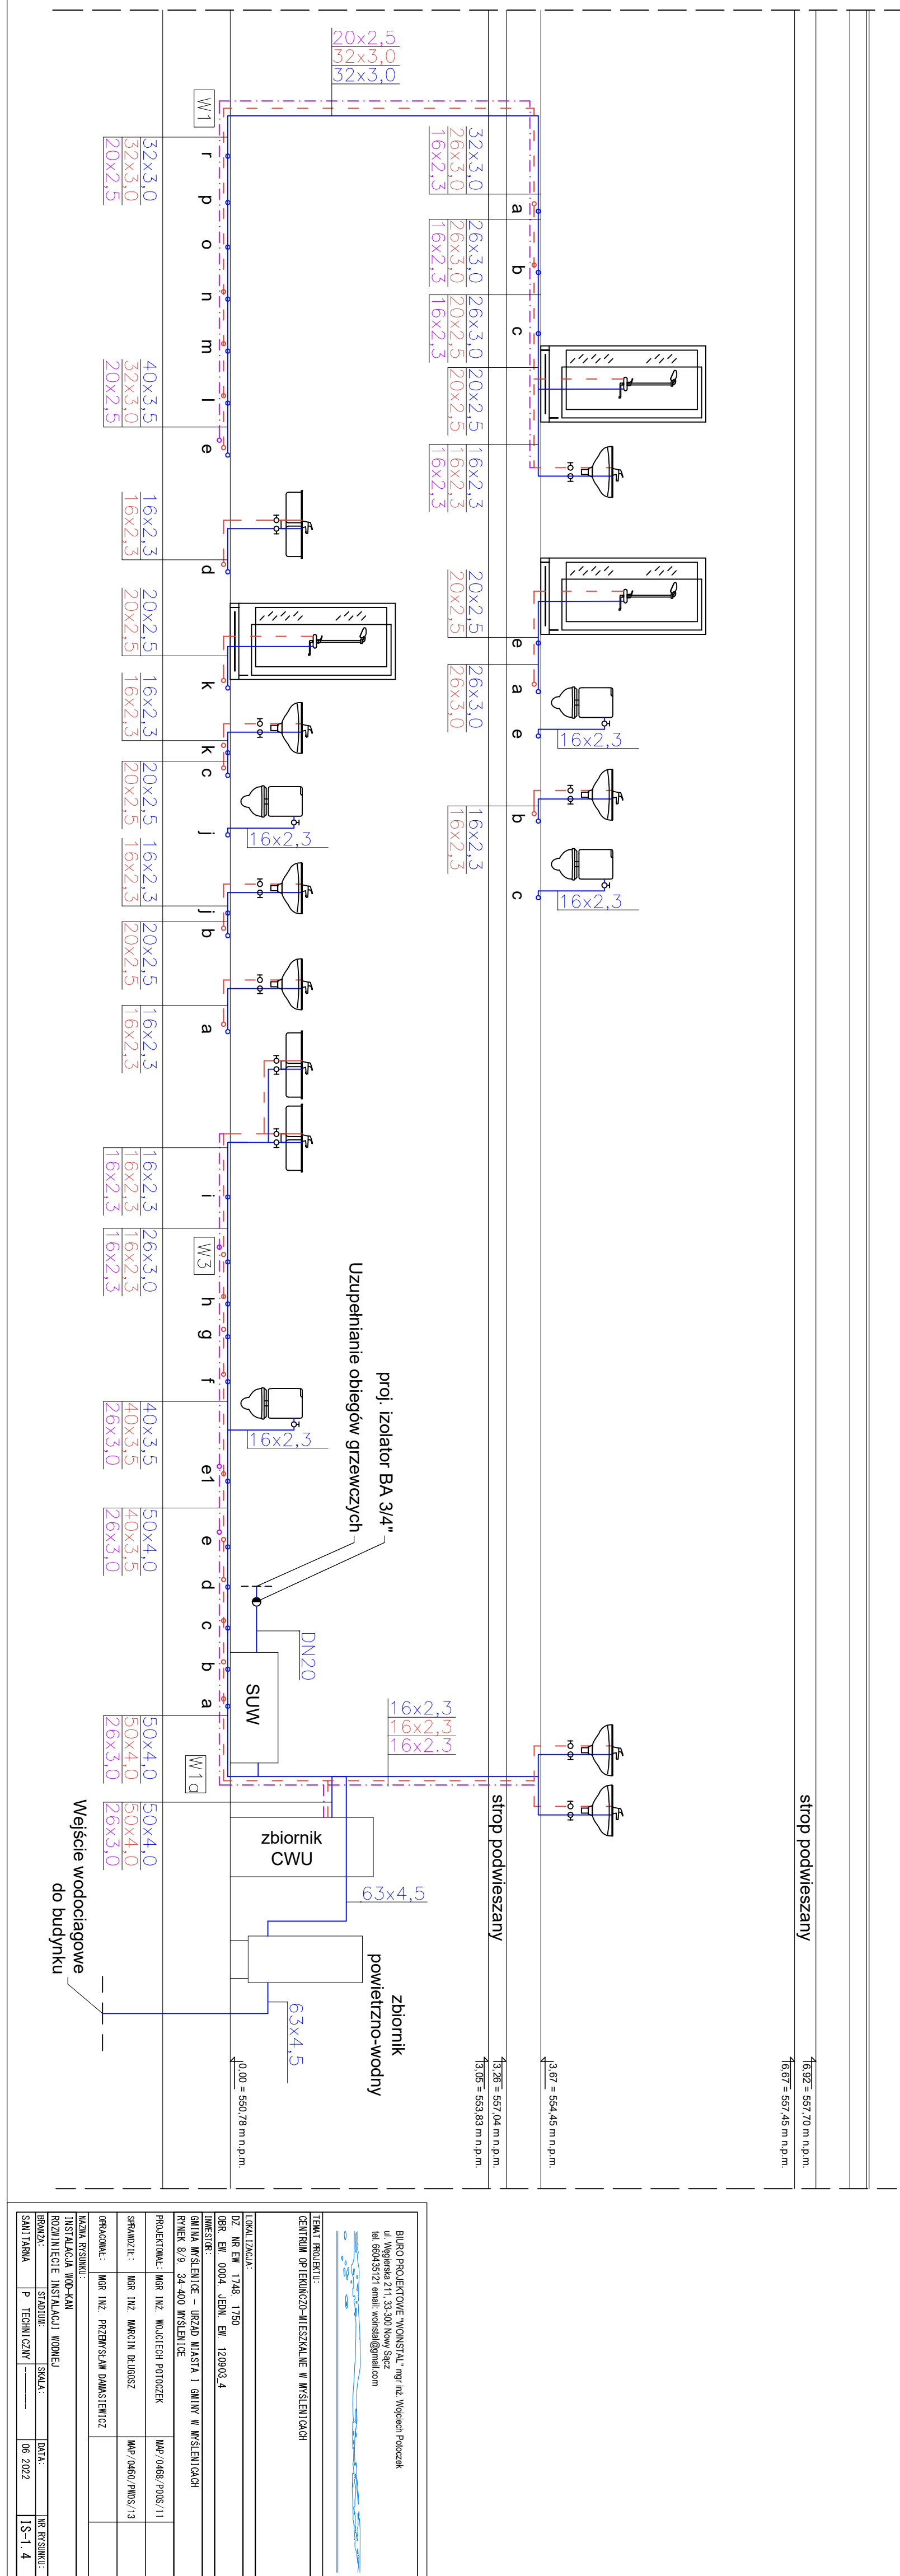 strop podwieszany
6,92 = 557,70 m n.p.m.
6,67 = 557,45 m n.p.m.
strop podwieszany
3,67 = 554,45 m n.p.m.
3,26 = 557,04 m n.p.m.
3,05 = 553,83 m n.p.m.
0,00 = 550,78 m n.p.m.
20x2,5
32x3,0
32x3,0
32x3,0
26x3,0
16x2,3
a
26x3,0
26x3,0
16x2,3
b
26x3,0
20x2,5
16x2,3
c
20x2,5
20x2,5
16x2,3
16x2,3
16x2,3
20x2,5
20x2,5
e
26x3,0
26x3,0
a
e
16x2,3
16x2,3
16x2,3
b
16x2,3
c
16x2,3
16x2,3
16x2.3
W1
32x3,0
32x3,0
20x2,5
r
p
o
n
m
l
40x3,5
32x3,0
20x2,5
e
16x2,3
16x2,3
d
20x2,5
20x2,5
k
16x2,3
16x2,3
k
20x2,5
20x2,5
c
16x2,3
j
16x2,3
16x2,3
j
20x2,5
20x2,5
b
16x2,3
16x2,3
a
16x2,3
16x2,3
16x2,3
i
26x3,0
16x2,3
16x2,3
W3
h
g
f
16x2,3
40x3,5
40x3,5
26x3,0
e1
50x4,0
40x3,5
26x3,0
e
d
c
b
a
proj. izolator BA 3/4"
Uzupełnianie obiegów grzewczych
DN20
SUW
50x4,0
50x4,0
26x3,0
W1a
50x4,0
50x4,0
26x3,0
zbiornik
CWU
63x4,5
zbiornik
powietrzno-wodny
63x4,5
Wejście wodociagowe
do budynku
BIURO PROJEKTOWE "WOINSTAL" mgr inż. Wojciech Potoczek
ul. Węgierska 211, 33-300 Nowy Sącz
tel. 660435121 email: woinstal@gmail.com
TEMAT PROJEKTU:
CENTRUM OPIEKUŃCZO-MIESZKALNE W MYŚLENICACH
LOKALIZACJA:
DZ. NR EW. 1748, 1750
OBR. EW. 0004, JEDN. EW. 120903_4
INWESTOR:
GMINA MYŚLENICE - URZĄD MIASTA I GMINY W MYŚLENICACH
RYNEK 8/9, 34-400 MYŚLENICE
PROJEKTOWAŁ: MGR INŻ. WOJCIECH POTOCZEK MAP/0468/POOS/11
SPRAWDZIŁ: MGR INŻ. MARCIN DŁUGOSZ MAP/0460/PWOS/13
OPRACOWAŁ: MGR INŻ. PRZEMYSŁAW DAMASIEWICZ
NAZWA RYSUNKU:
INSTALACJA WOD-KAN
ROZWINIĘCIE INSTALACJI WODNEJ
BRANŻA: STADIUM: SKALA: DATA: NR RYSUNKU:
SANITARNA P. TECHNICZNY -------- 06.2022 IS-1.4